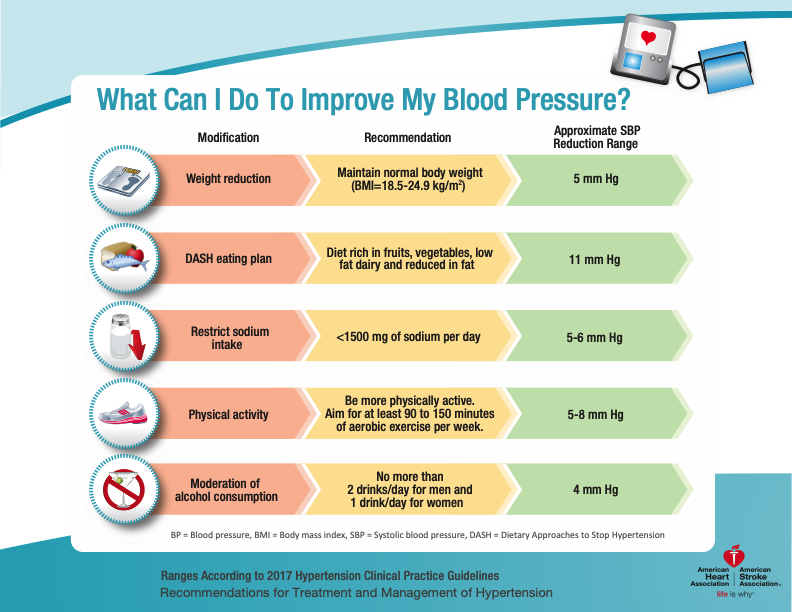 What Can I Do To Improve My Blood Pressure?
Modification
Recommendation
Approximate SBP
Reduction Range
Weight reduction
Maintain normal body weight
(BMI=18.5-24.9 kg/m²)
5 mm Hg
DASH eating plan
Diet rich in fruits, vegetables, low
fat dairy and reduced in fat
11 mm Hg
Restrict sodium
intake
<1500 mg of sodium per day
5-6 mm Hg
Physical activity
Be more physically active.
Aim for at least 90 to 150 minutes
of aerobic exercise per week.
5-8 mm Hg
Moderation of
alcohol consumption
No more than
2 drinks/day for men and
1 drink/day for women
4 mm Hg
BP = Blood pressure, BMI = Body mass index, SBP = Systolic blood pressure, DASH = Dietary Approaches to Stop Hypertension
Ranges According to 2017 Hypertension Clinical Practice Guidelines
Recommendations for Treatment and Management of Hypertension
American
Heart
Association
American
Stroke
Association®
life is why™